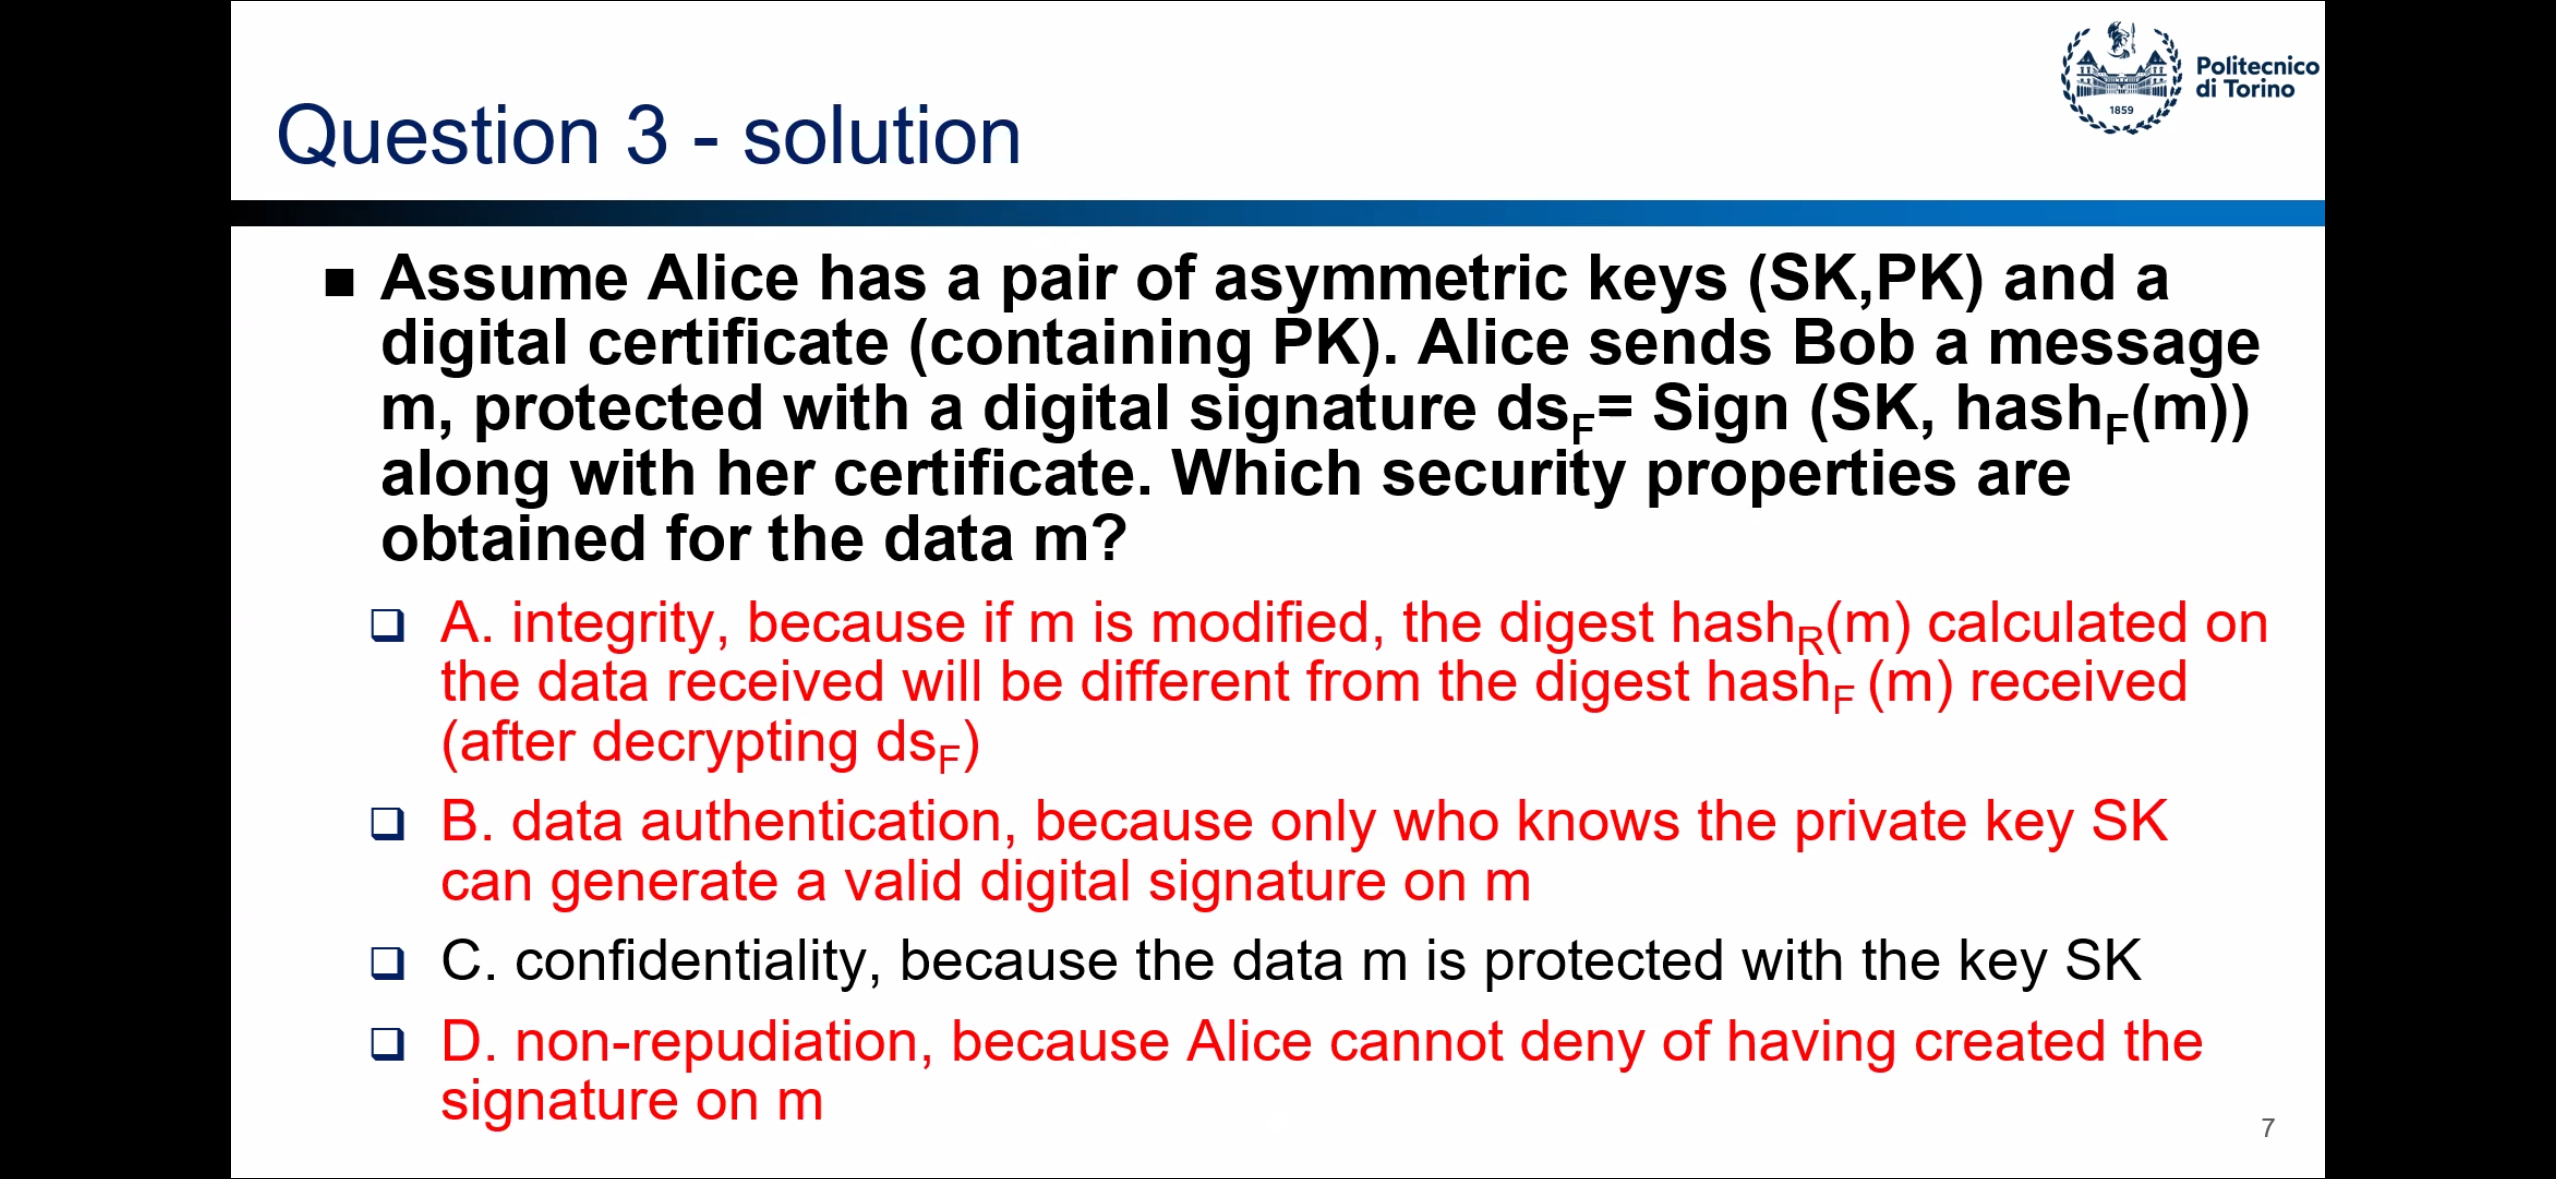 Politecnico
di Torino
1859
Question 3 - solution
■ Assume Alice has a pair of asymmetric keys (SK,PK) and a
digital certificate (containing PK). Alice sends Bob a message
m, protected with a digital signature dsF= Sign (SK, hashF(m))
along with her certificate. Which security properties are
obtained for the data m?
❑ A. integrity, because if m is modified, the digest hashR(m) calculated on
the data received will be different from the digest hashF (m) received
(after decrypting dsF)
❑ B. data authentication, because only who knows the private key SK
can generate a valid digital signature on m
❑ C. confidentiality, because the data m is protected with the key SK
❑ D. non-repudiation, because Alice cannot deny of having created the
signature on m
7